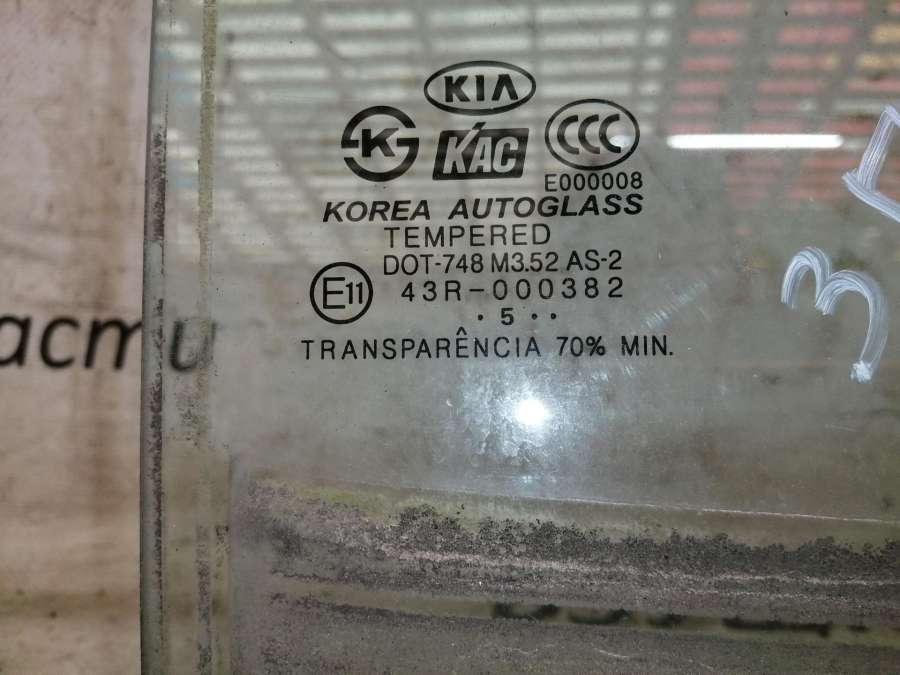 KIA
KAC
CCC
E000008
KOREA AUTOGLASS
TEMPERED
DOT-748 M3.52 AS-2
E11
43R-000382
· 5 · ·
TRANSPARÊNCIA 70% MIN.